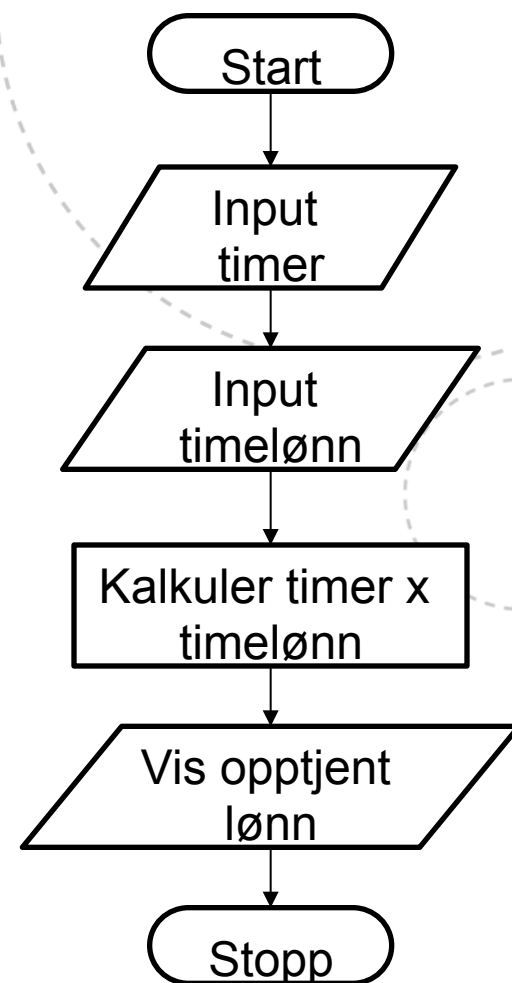 Start
Input
timer
Input
timelønn
Kalkuler timer x
timelønn
Vis opptjent
lønn
Stopp